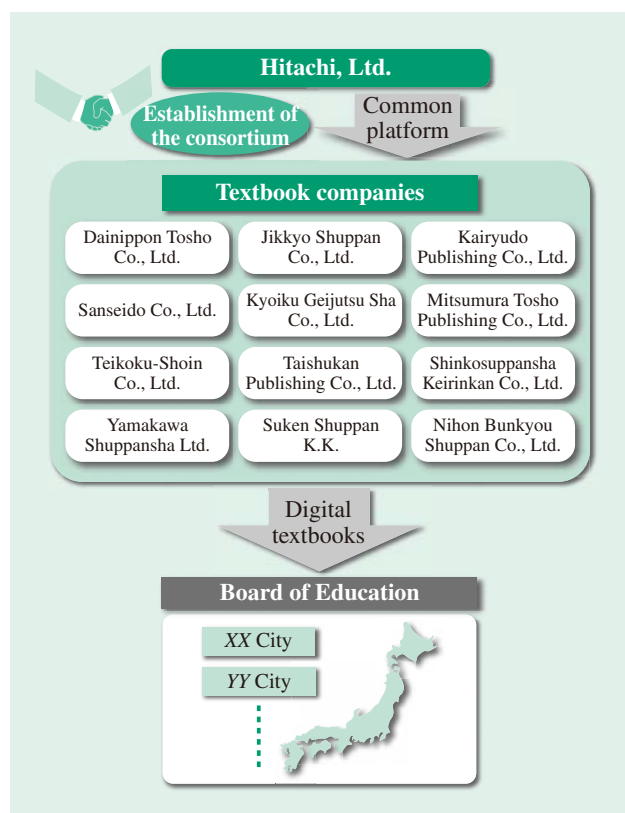 Hitachi, Ltd.
Establishment of
the consortium
Common
platform
Textbook companies
Dainippon Tosho
Co., Ltd.
Jikkyo Shuppan
Co., Ltd.
Kairyudo
Publishing Co., Ltd.
Sanseido Co., Ltd.
Kyoiku Geijutsu Sha
Co., Ltd.
Mitsumura Tosho
Publishing Co., Ltd.
Teikoku-Shoin
Co., Ltd.
Taishukan
Publishing Co., Ltd.
Shinkosuppansha
Keirinkan Co., Ltd.
Yamakawa
Shuppansha Ltd.
Suken Shuppan
K.K.
Nihon Bunkyou
Shuppan Co., Ltd.
Digital
textbooks
Board of Education
XX City
YY City